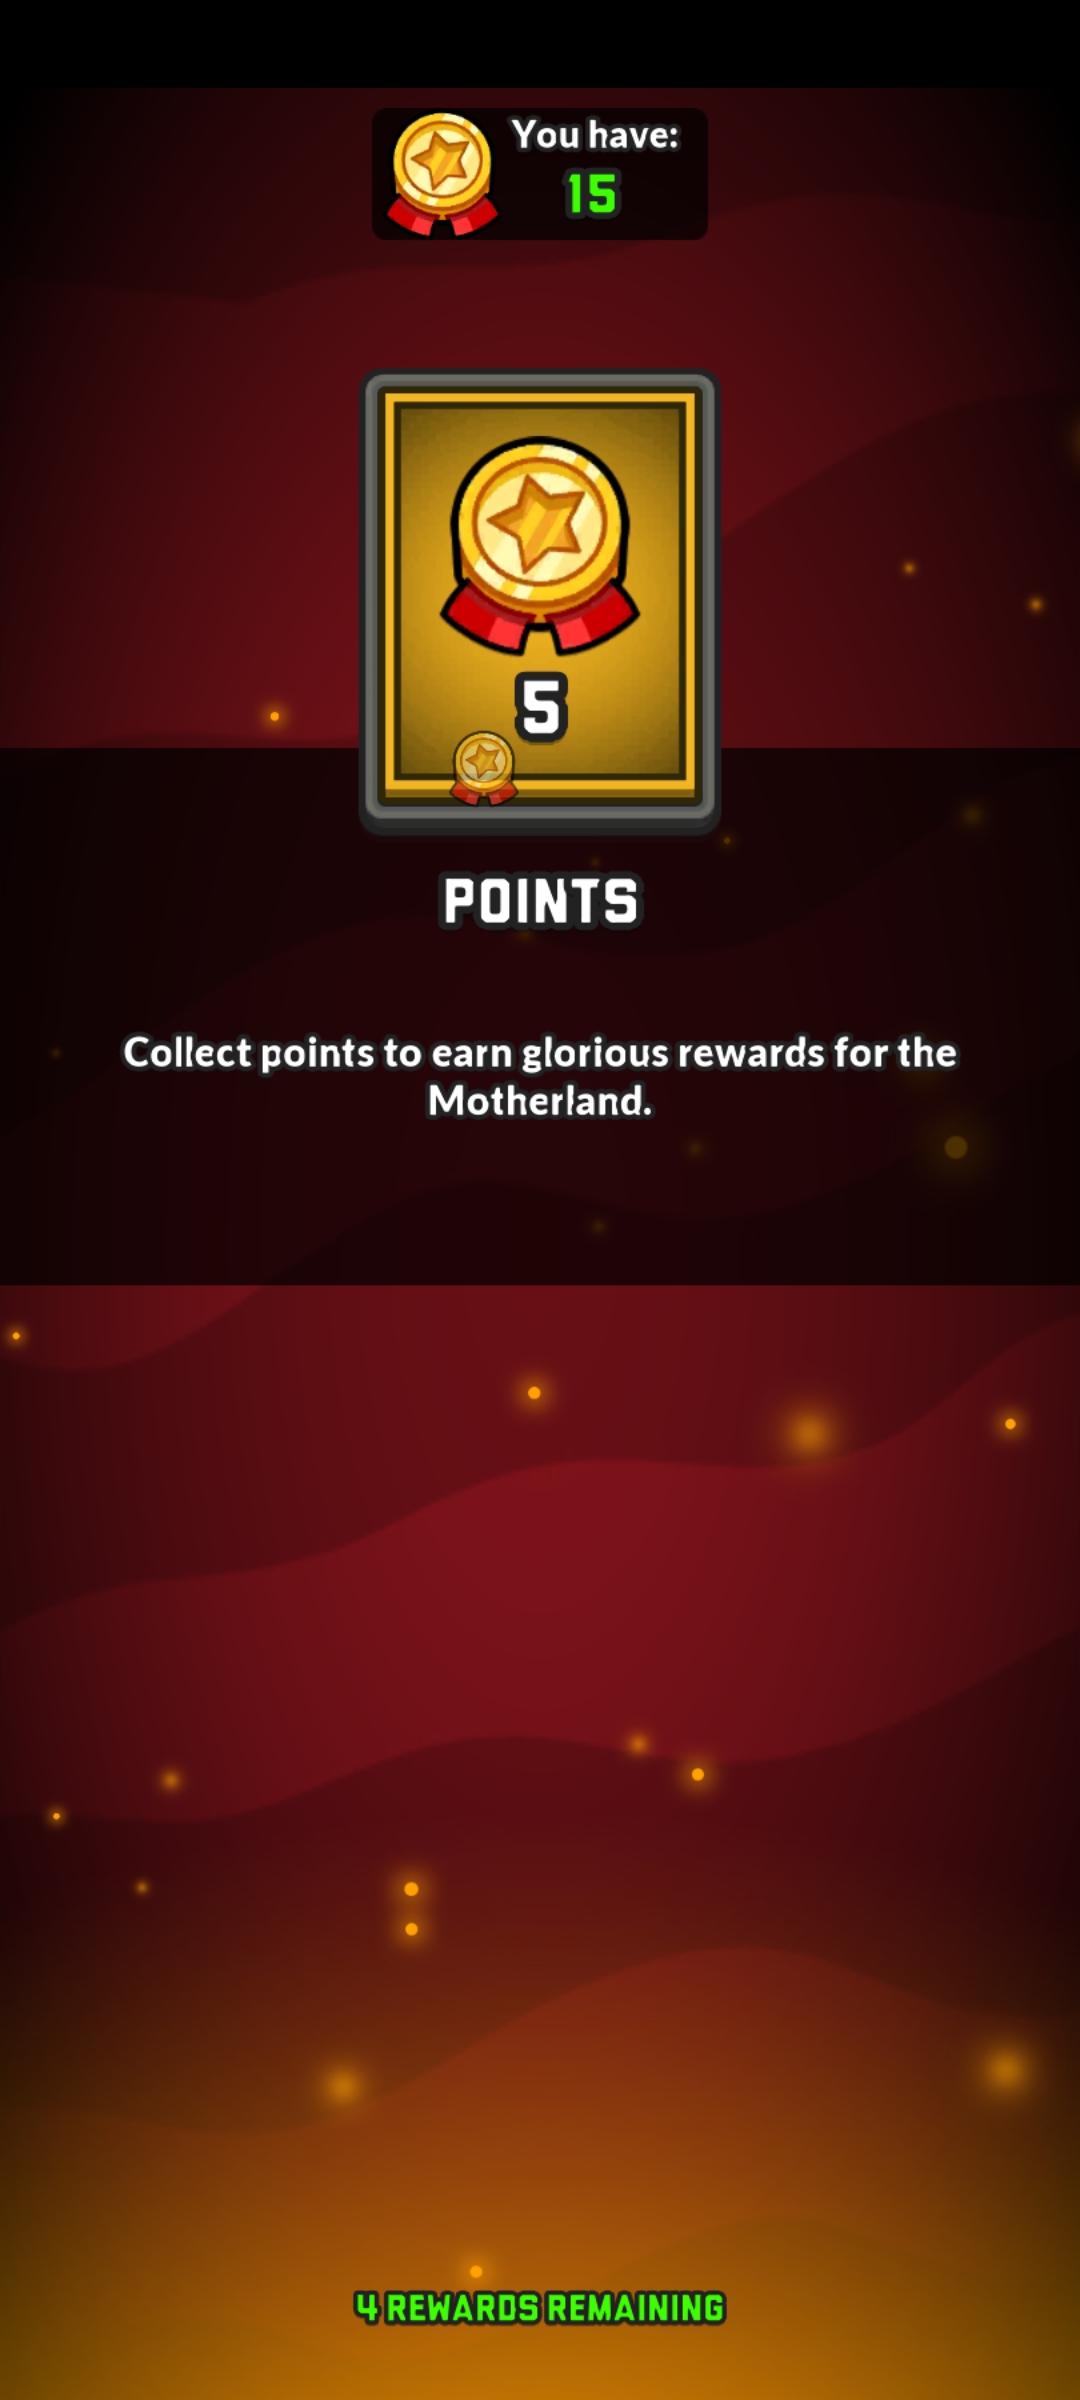 You have:
15
5
POINTS
Collect points to earn glorious rewards for the
Motherland.
4 REWARDS REMAINING